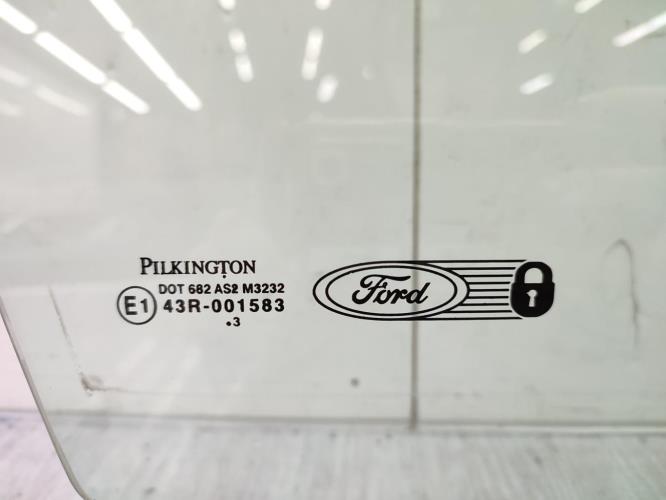 PILKINGTON
DOT 682 AS2 M3232
E1 43R-001583
.3
Ford